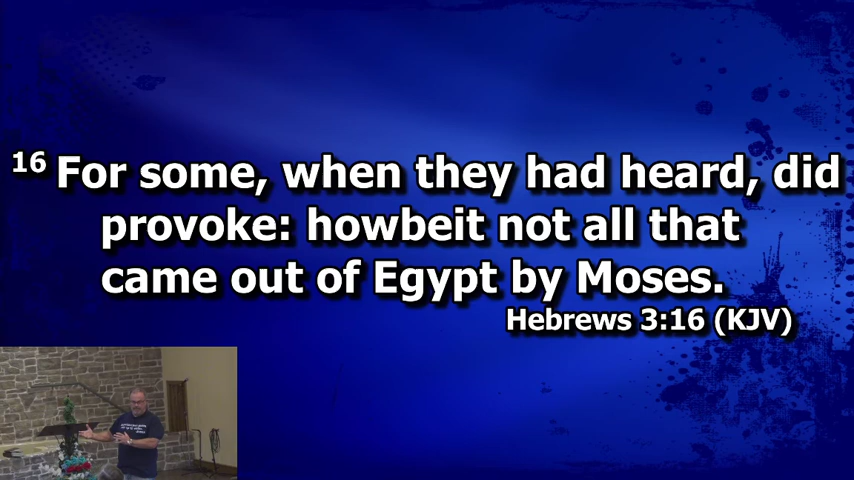 16 For some, when they had heard, did
provoke: howbeit not all that
came out of Egypt by Moses.
Hebrews 3:16 (KJV)